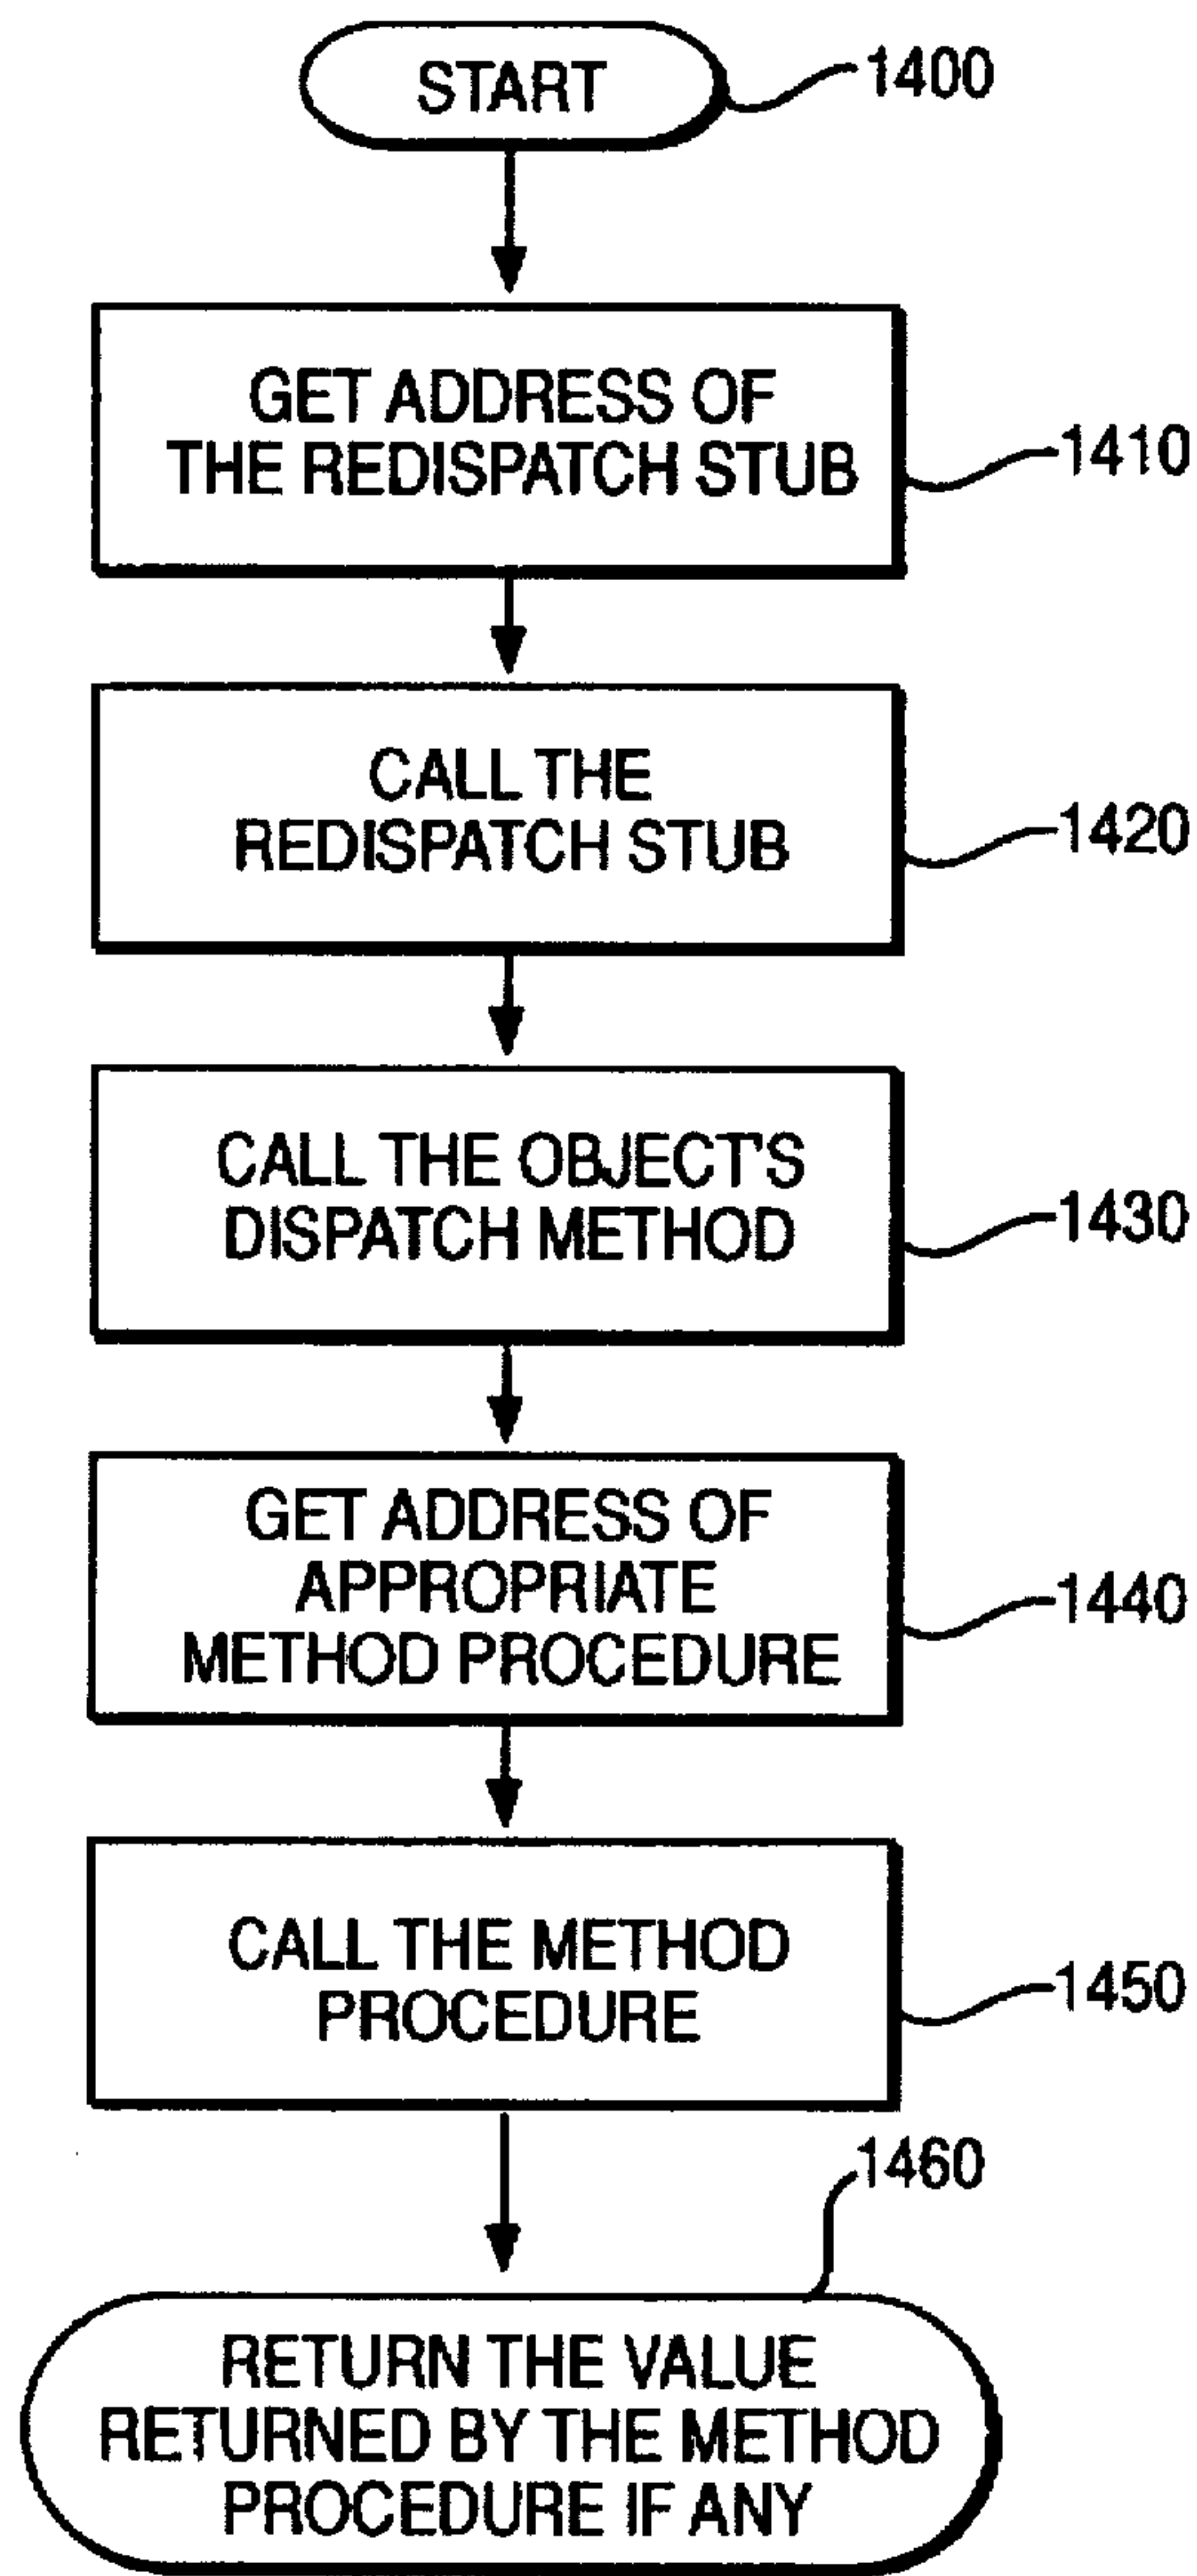 START
1400
GET ADDRESS OF
THE REDISPATCH STUB
1410
CALL THE
REDISPATCH STUB
1420
CALL THE OBJECT'S
DISPATCH METHOD
1430
GET ADDRESS OF
APPROPRIATE
METHOD PROCEDURE
1440
CALL THE METHOD
PROCEDURE
1450
1460
RETURN THE VALUE
RETURNED BY THE METHOD
PROCEDURE IF ANY